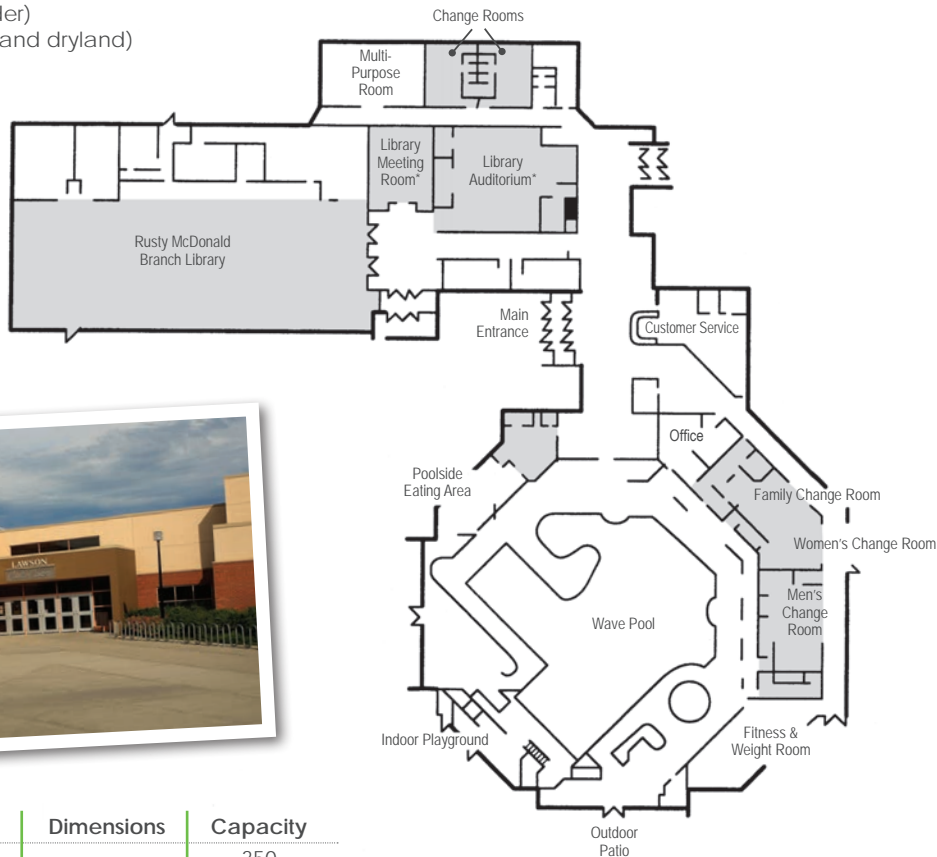 der)
and dryland)
Change Rooms
Multi-
Purpose
Room
Library
Meeting
Room*
Library
Auditorium*
Rusty McDonald
Branch Library
Main
Entrance
Customer Service
Office
Poolside
Eating Area
Family Change Room
Women's Change Room
Men's
Change
Room
Wave Pool
LAWSON
Indoor Playground
Fitness &
Weight Room
Outdoor
Patio
Dimensions
Capacity
250